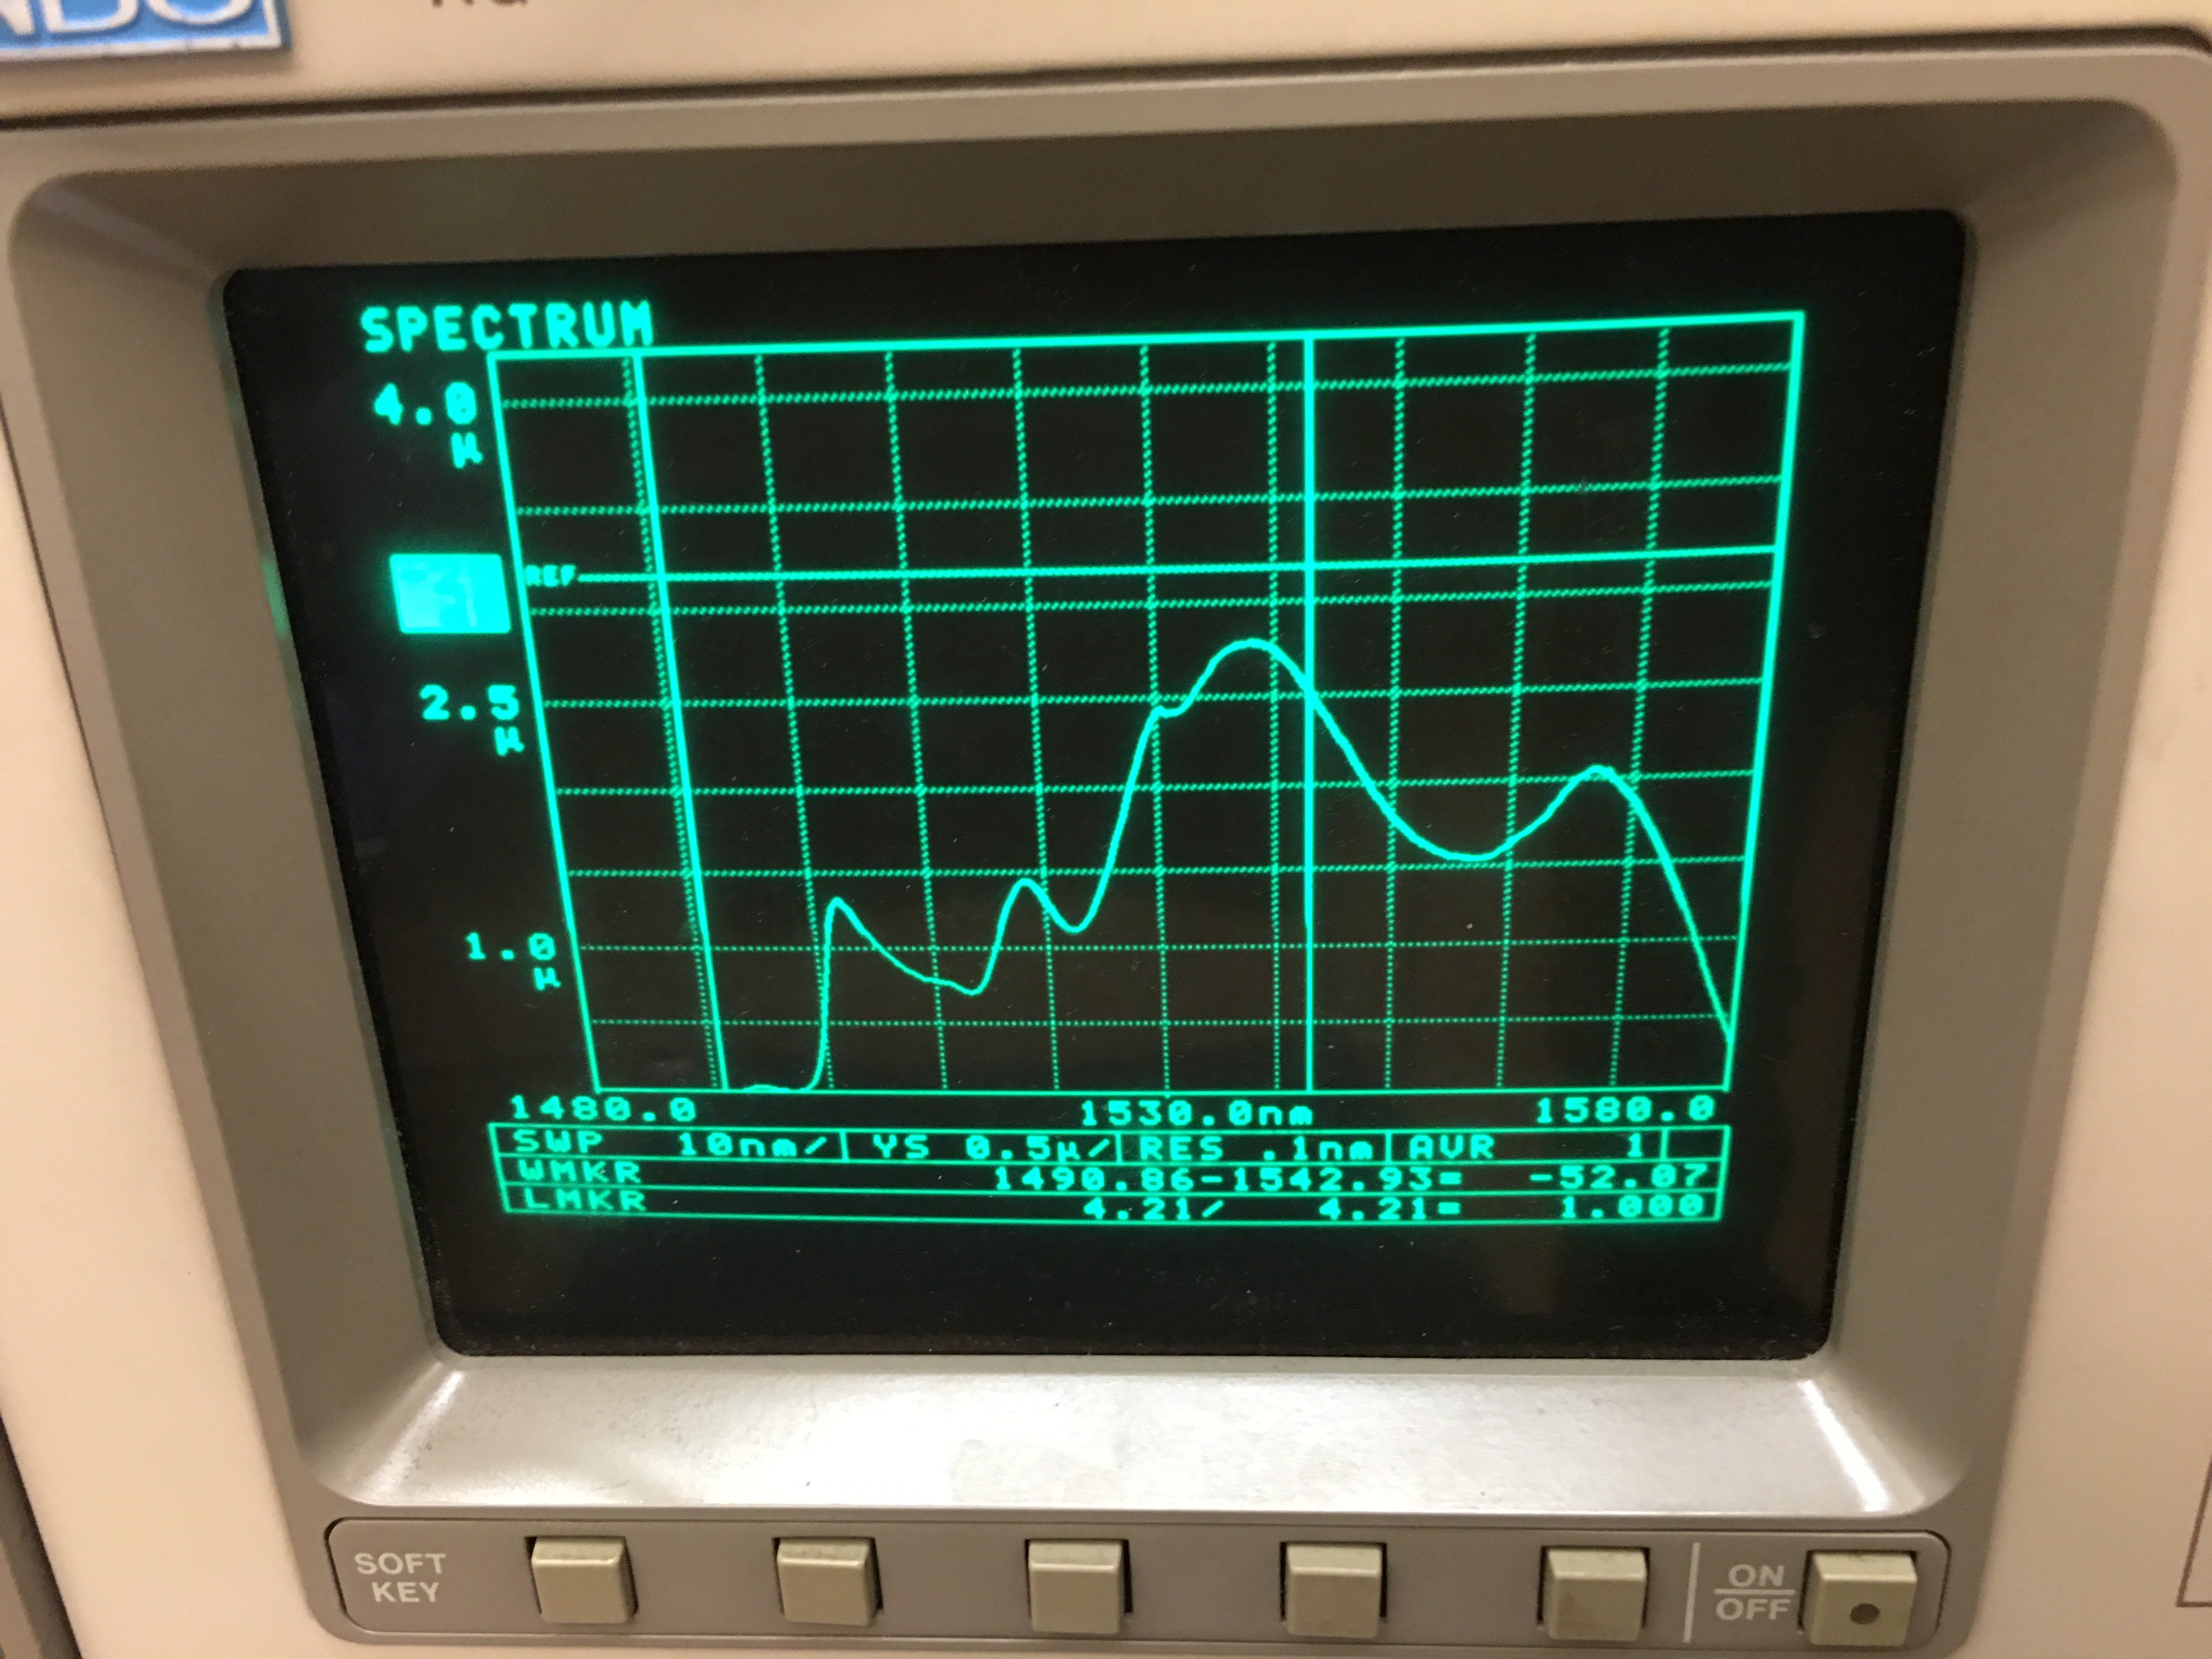 SPECTRUM
4.0
µ
REF
2.5
µ
1.0
µ
1480.0 1530.0nm 1580.0
SWP 10nm/ YS 0.5µ/ RES .1nm AVR 1
WMKR 1490.86-1542.93= -52.07
LMKR 4.21/ 4.21= 1.000
SOFT
KEY
ON
OFF